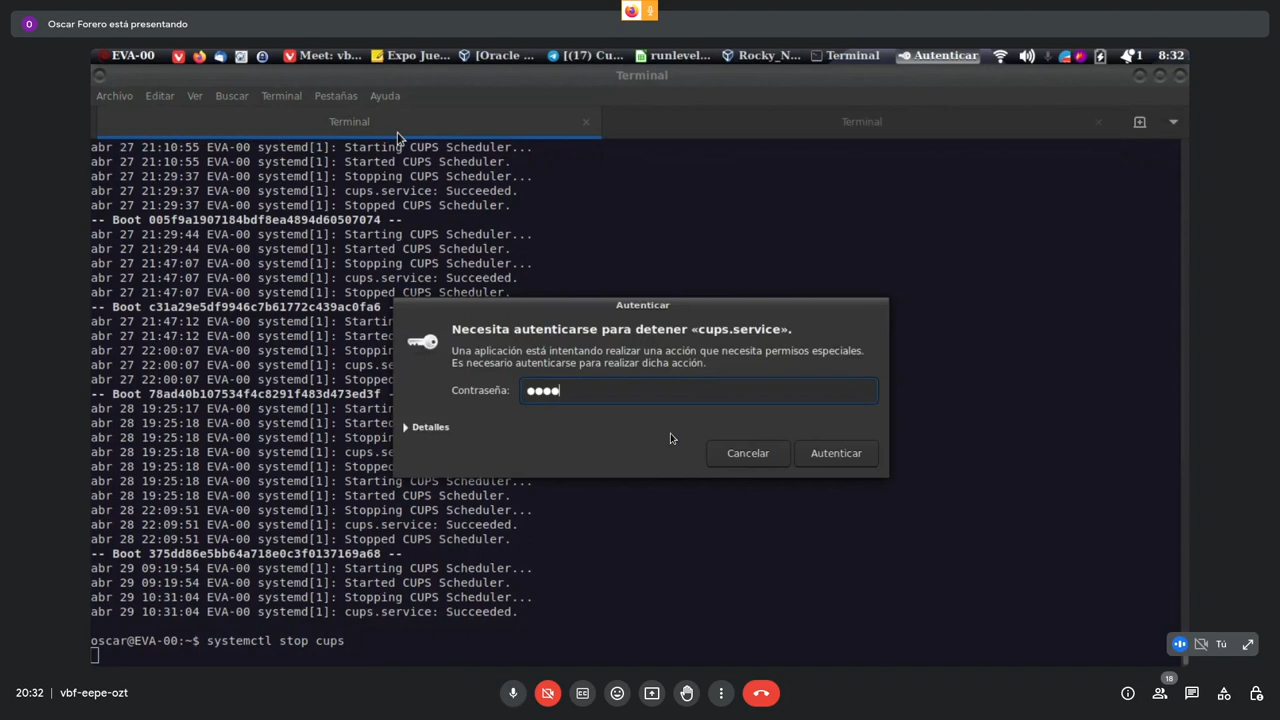 O Oscar Forero está presentando
EVA-00 Meet: vb... Expo Jue... [Oracle ... [(17) Cu... runlevel... Rocky_N... Terminal Autenticar 1 8:32
Terminal
Archivo Editar Ver Buscar Terminal Pestañas Ayuda
Terminal × Terminal ×
abr 27 21:10:55 EVA-00 systemd[1]: Starting CUPS Scheduler...
abr 27 21:10:55 EVA-00 systemd[1]: Started CUPS Scheduler.
abr 27 21:29:37 EVA-00 systemd[1]: Stopping CUPS Scheduler...
abr 27 21:29:37 EVA-00 systemd[1]: cups.service: Succeeded.
abr 27 21:29:37 EVA-00 systemd[1]: Stopped CUPS Scheduler.
-- Boot 005f9a1907184bdf8ea4894d60507074 --
abr 27 21:29:44 EVA-00 systemd[1]: Starting CUPS Scheduler...
abr 27 21:29:44 EVA-00 systemd[1]: Started CUPS Scheduler.
abr 27 21:47:07 EVA-00 systemd[1]: Stopping CUPS Scheduler...
abr 27 21:47:07 EVA-00 systemd[1]: cups.service: Succeeded.
abr 27 21:47:07 EVA-00 systemd[1]: Stopped CUPS Scheduler.
-- Boot c31a29e5df9946c7b61772c439ac0fa6 -
abr 27 21:47:12 EVA-00 systemd[1]: Startin
abr 27 21:47:12 EVA-00 systemd[1]: Started
abr 27 22:00:07 EVA-00 systemd[1]: Stoppin
abr 27 22:00:07 EVA-00 systemd[1]: cups.se
abr 27 22:00:07 EVA-00 systemd[1]: Stopped
-- Boot 78ad40b107534f4c8291f483d473ed3f -
abr 28 19:25:17 EVA-00 systemd[1]: Startin
abr 28 19:25:18 EVA-00 systemd[1]: Started
abr 28 19:25:18 EVA-00 systemd[1]: Stoppin
abr 28 19:25:18 EVA-00 systemd[1]: cups.se
abr 28 19:25:18 EVA-00 systemd[1]: Stopped
abr 28 19:25:18 EVA-00 systemd[1]: Starting CUPS Scheduler...
abr 28 19:25:18 EVA-00 systemd[1]: Started CUPS Scheduler.
abr 28 22:09:51 EVA-00 systemd[1]: Stopping CUPS Scheduler...
abr 28 22:09:51 EVA-00 systemd[1]: cups.service: Succeeded.
abr 28 22:09:51 EVA-00 systemd[1]: Stopped CUPS Scheduler.
-- Boot 375dd86e5bb64a718e0c3f0137169a68 --
abr 29 09:19:54 EVA-00 systemd[1]: Starting CUPS Scheduler...
abr 29 09:19:54 EVA-00 systemd[1]: Started CUPS Scheduler.
abr 29 10:31:04 EVA-00 systemd[1]: Stopping CUPS Scheduler...
abr 29 10:31:04 EVA-00 systemd[1]: cups.service: Succeeded.
oscar@EVA-00:~$ systemctl stop cups
Autenticar
Necesita autenticarse para detener «cups.service».
Una aplicación está intentando realizar una acción que necesita permisos especiales.
Es necesario autenticarse para realizar dicha acción.
Contraseña: ●●●●
Detalles
Cancelar Autenticar
Tú
20:32 vbf-eepe-ozt
18